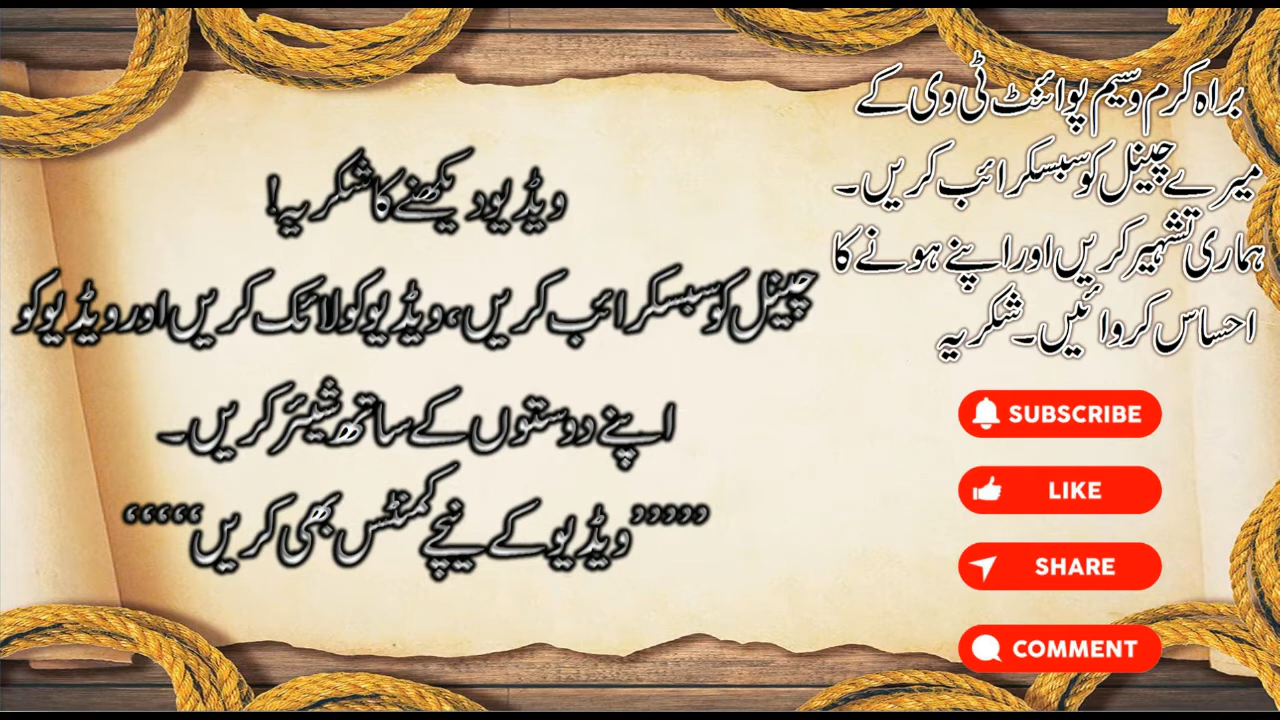 براہ کرم وسیم پوائنٹ ٹی وی کے
میرے چینل کو سبسکرائب کریں۔
ہماری تشہیر کریں اور اپنے ہونے کا
احساس کروائیں۔ شکریہ
ویڈیو دیکھنے کا شکریہ!
چینل کو سبسکرائب کریں، ویڈیو کو لائک کریں اور ویڈیو کو
اپنے دوستوں کے ساتھ شیئر کریں۔
’’’’’ویڈیو کے نیچے کمنٹس بھی کریں‘‘‘‘‘
SUBSCRIBE
LIKE
SHARE
COMMENT